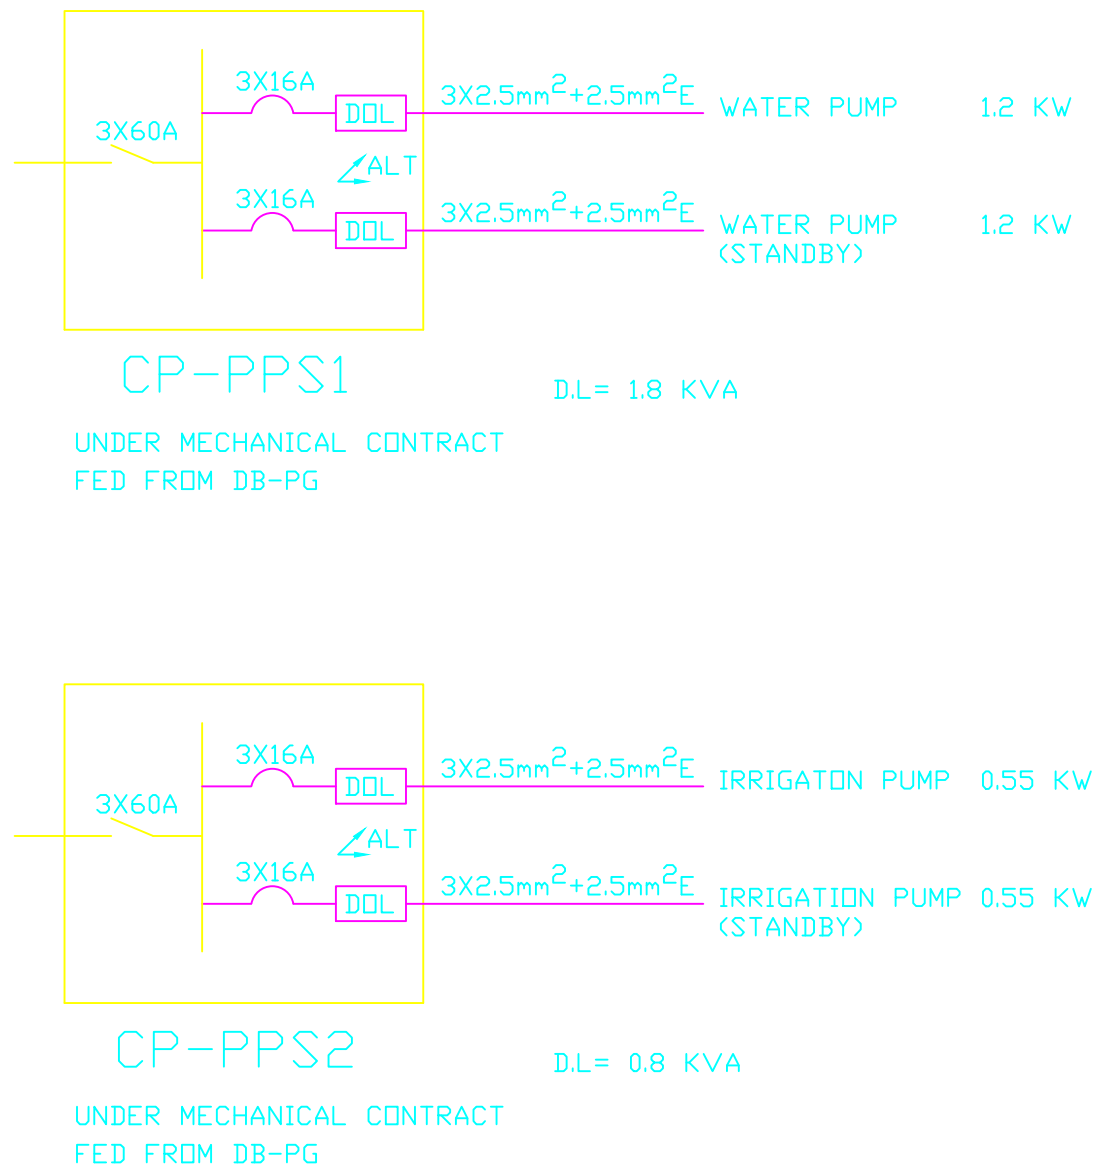 3X16A
DOL
3X2.5mm²+2.5mm²E
WATER PUMP 1.2 KW
3X60A
ALT
3X16A
DOL
3X2.5mm²+2.5mm²E
WATER PUMP 1.2 KW
(STANDBY)
CP-PPS1
D.L= 1.8 KVA
UNDER MECHANICAL CONTRACT
FED FROM DB-PG
3X16A
DOL
3X2.5mm²+2.5mm²E
IRRIGATON PUMP 0.55 KW
3X60A
ALT
3X16A
DOL
3X2.5mm²+2.5mm²E
IRRIGATION PUMP 0.55 KW
(STANDBY)
CP-PPS2
D.L= 0.8 KVA
UNDER MECHANICAL CONTRACT
FED FROM DB-PG